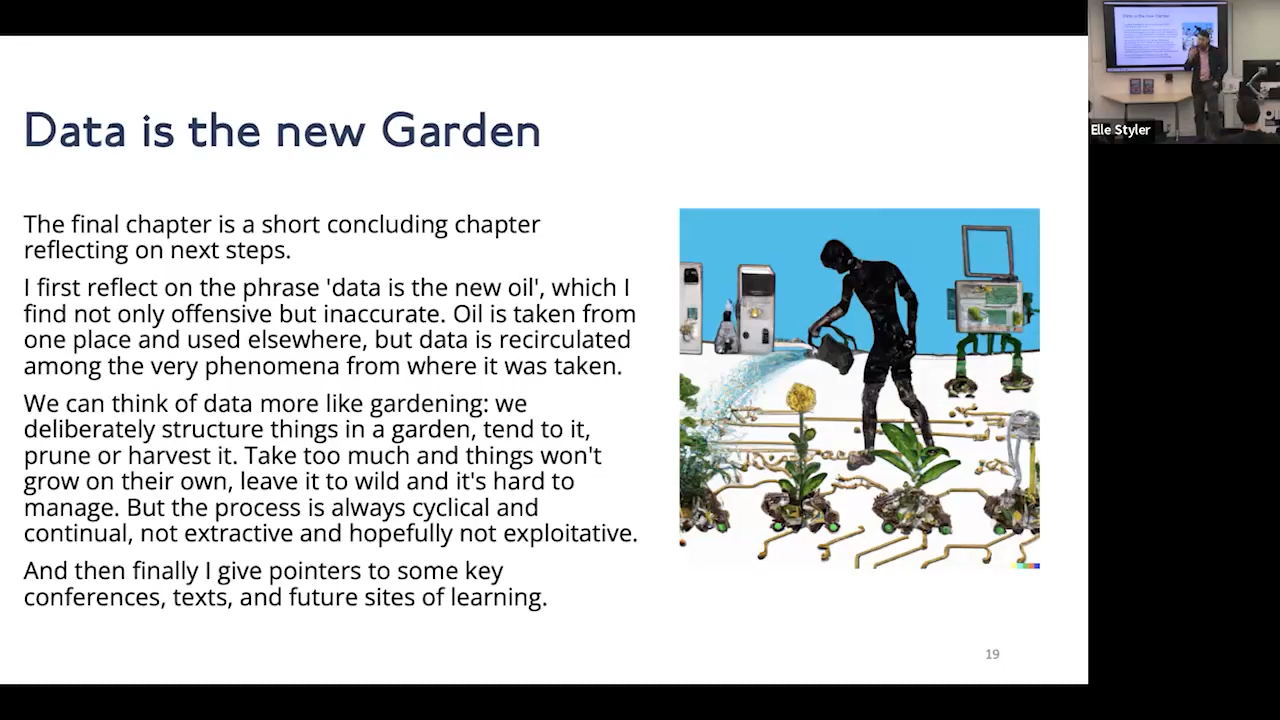 Data is the new Garden
The final chapter is a short concluding chapter
reflecting on next steps.
I first reflect on the phrase 'data is the new oil', which I
find not only offensive but inaccurate. Oil is taken from
one place and used elsewhere, but data is recirculated
among the very phenomena from where it was taken.
We can think of data more like gardening: we
deliberately structure things in a garden, tend to it,
prune or harvest it. Take too much and things won't
grow on their own, leave it to wild and it's hard to
manage. But the process is always cyclical and
continual, not extractive and hopefully not exploitative.
And then finally I give pointers to some key
conferences, texts, and future sites of learning.
19
Data is the new Garden
Elle Styler